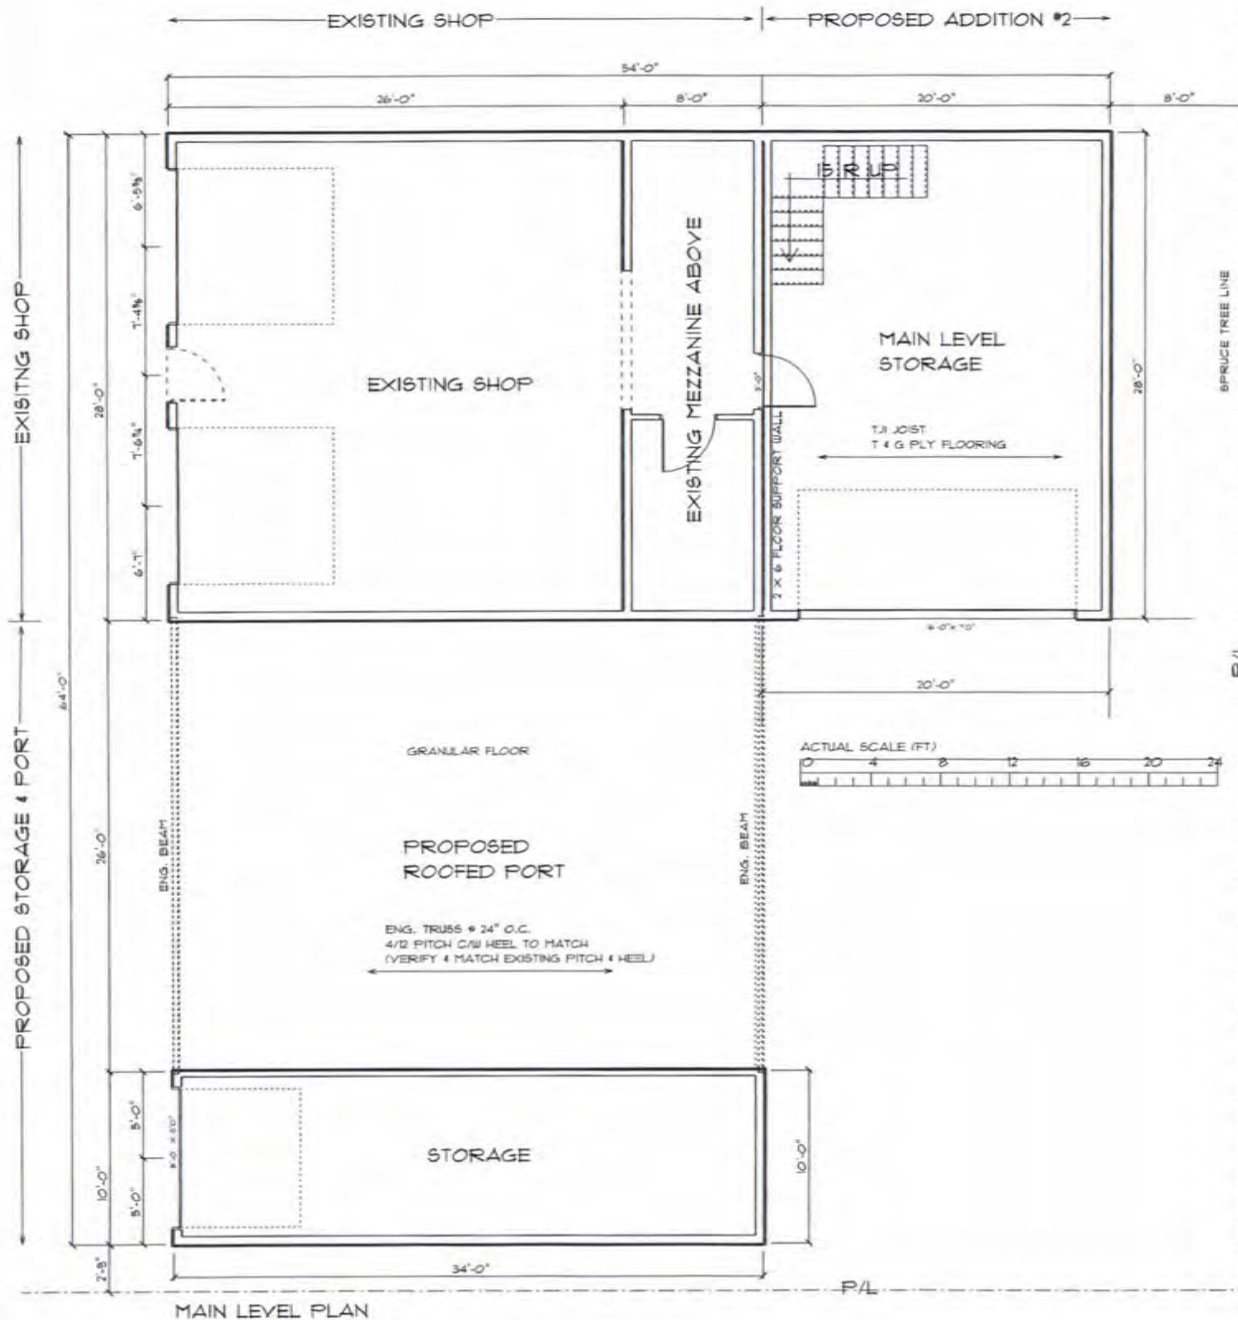 EXISTING SHOP
PROPOSED ADDITION #2
54'-0"
26'-0"
8'-0"
20'-0"
8'-0"
EXISITNG SHOP
28'-0"
6'-5⅝"
7'-4⅝"
7'-6¼"
6'-7"
15 R UP
EXISTING SHOP
EXISTING MEZZANINE ABOVE
3'-0"
2 X 6 FLOOR SUPPORT WALL
MAIN LEVEL
STORAGE
TJI JOIST
T & G PLY FLOORING
28'-0"
SPRUCE TREE LINE
P/L
20'-0"
64'-0"
PROPOSED STORAGE & PORT
26'-0"
GRANULAR FLOOR
ACTUAL SCALE (FT.)
0 4 8 12 16 20 24
ENG. BEAM
PROPOSED
ROOFED PORT
ENG. BEAM
ENG. TRUSS @ 24" O.C.
4/12 PITCH C/W HEEL TO MATCH
(VERIFY & MATCH EXISTING PITCH & HEEL)
10'-0"
5'-0"
5'-0"
STORAGE
10'-0"
34'-0"
P/L
MAIN LEVEL PLAN